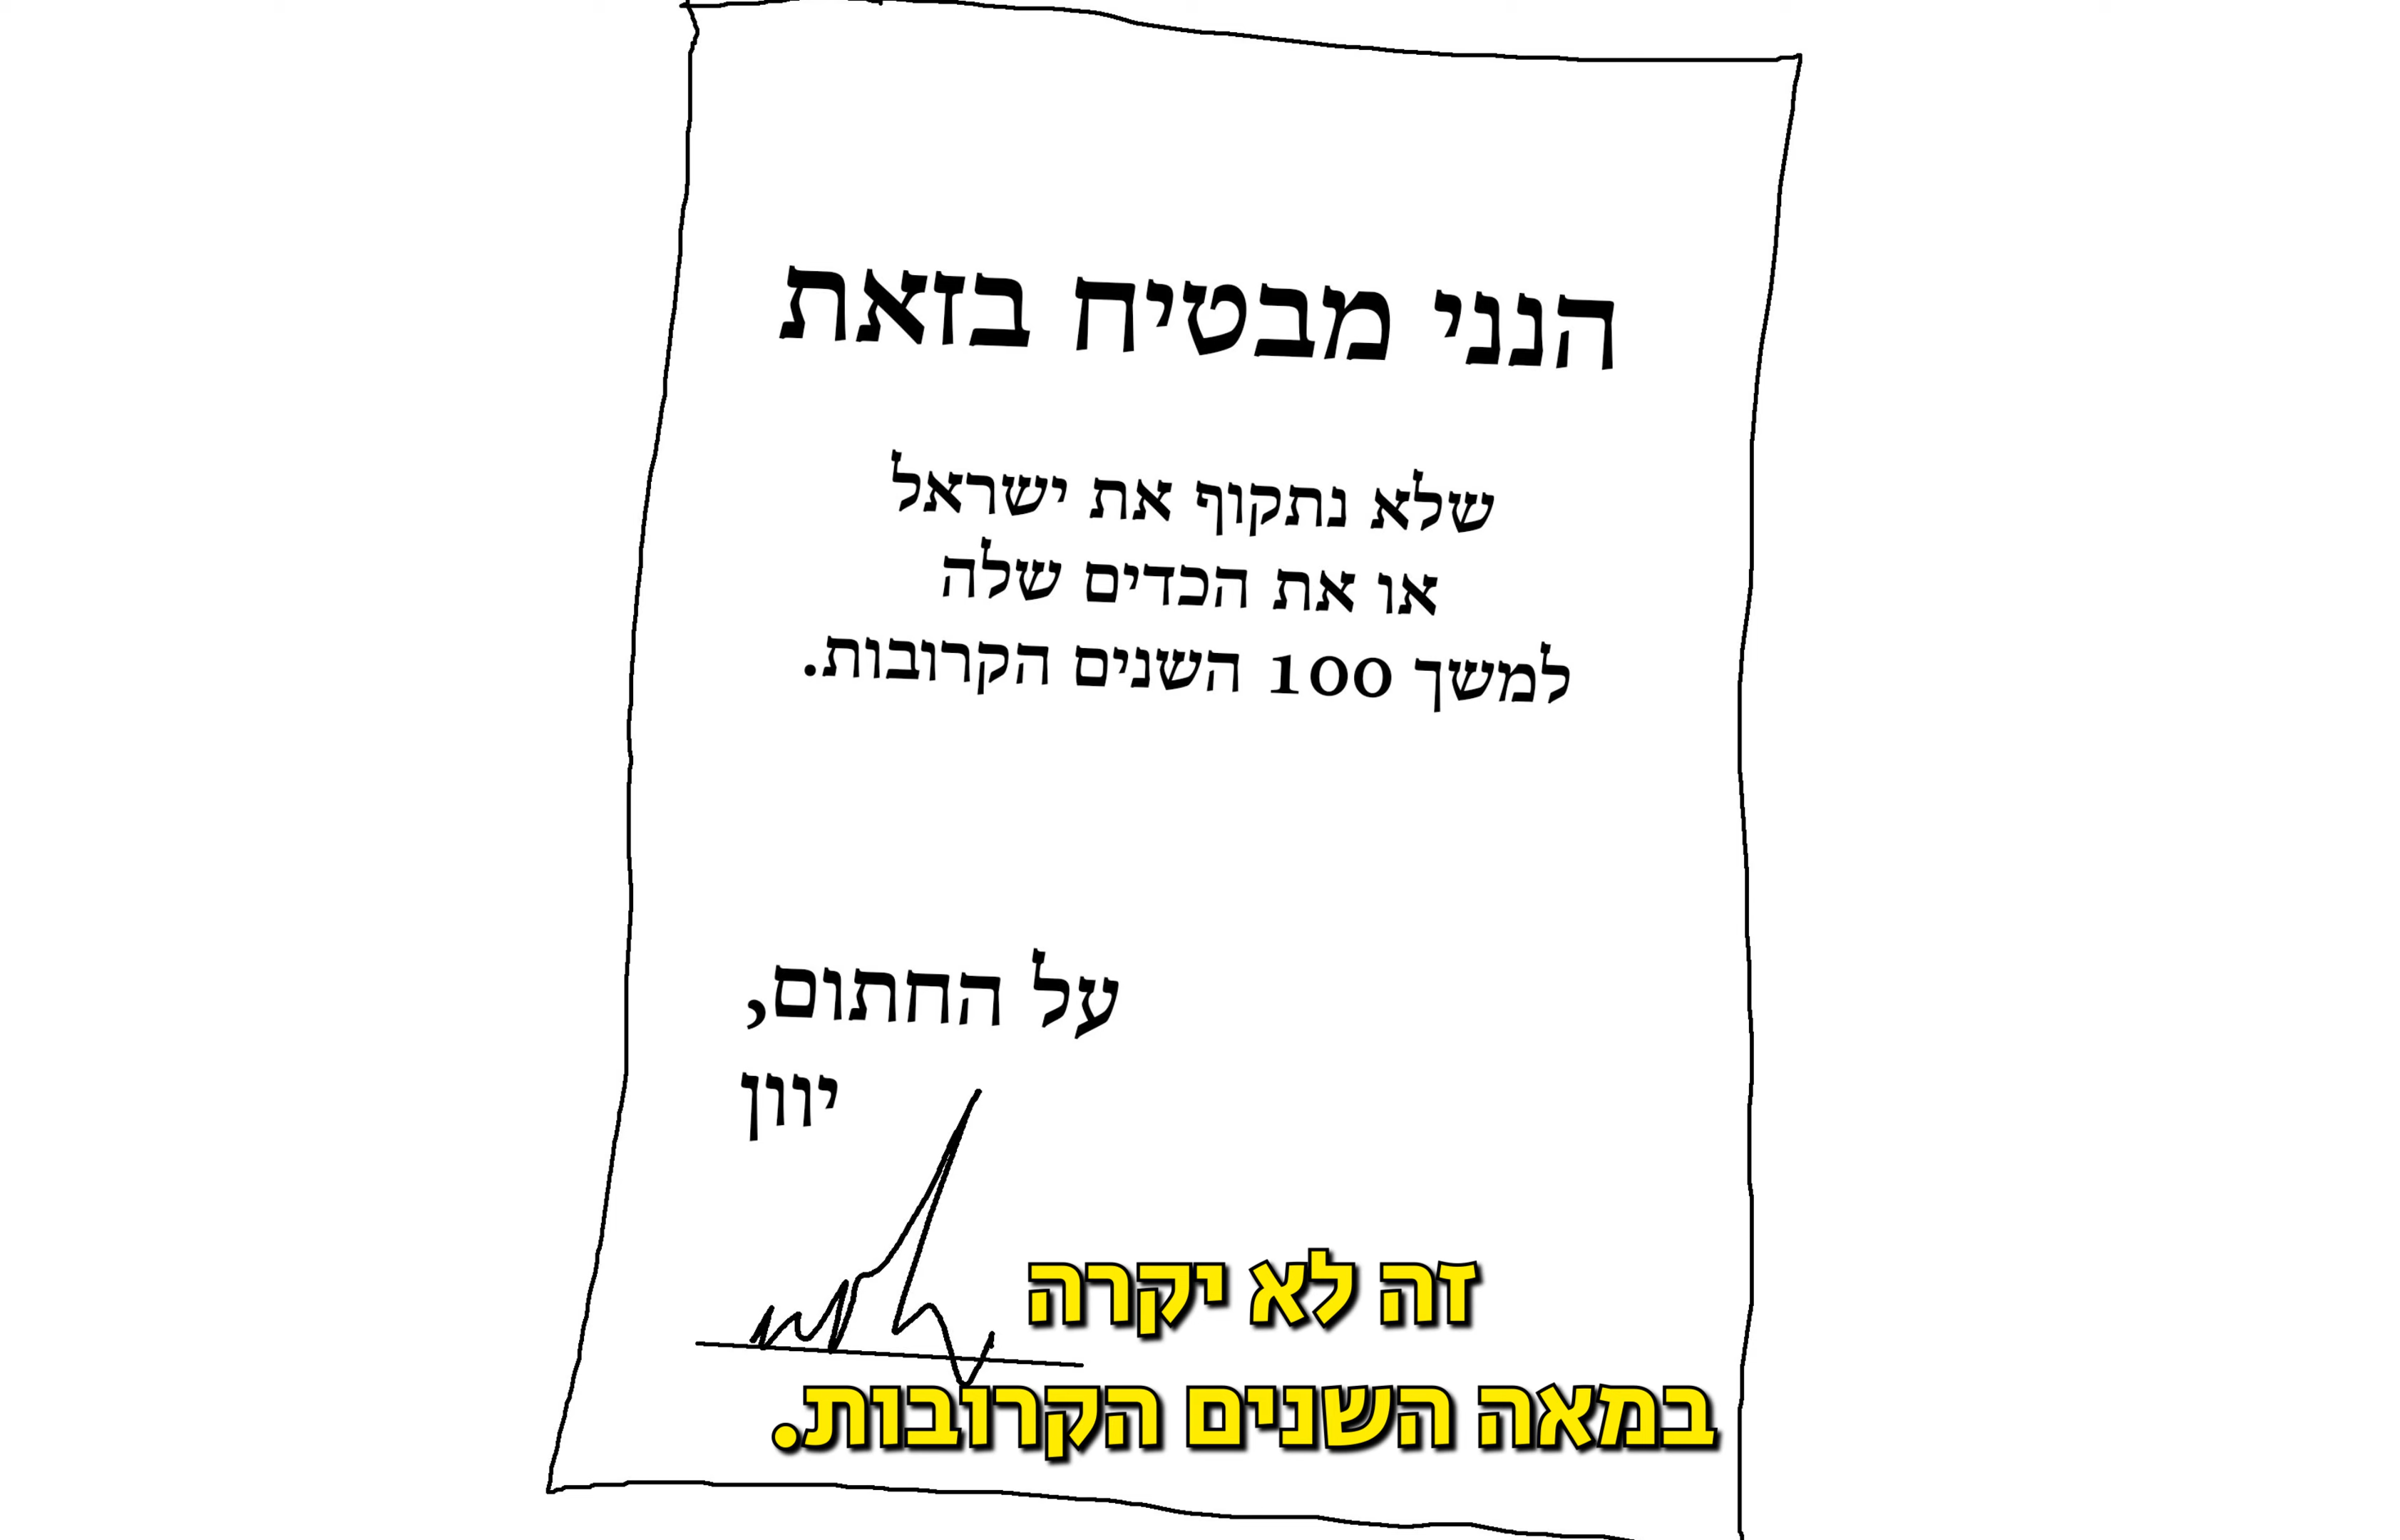 הנני מבטיח בזאת
שלא נתקוף את ישראל
או את הכדים שלה
למשך 100 השנים הקרובות.
על החתום,
יוון
זה לא יקרה
במאה השנים הקרובות.